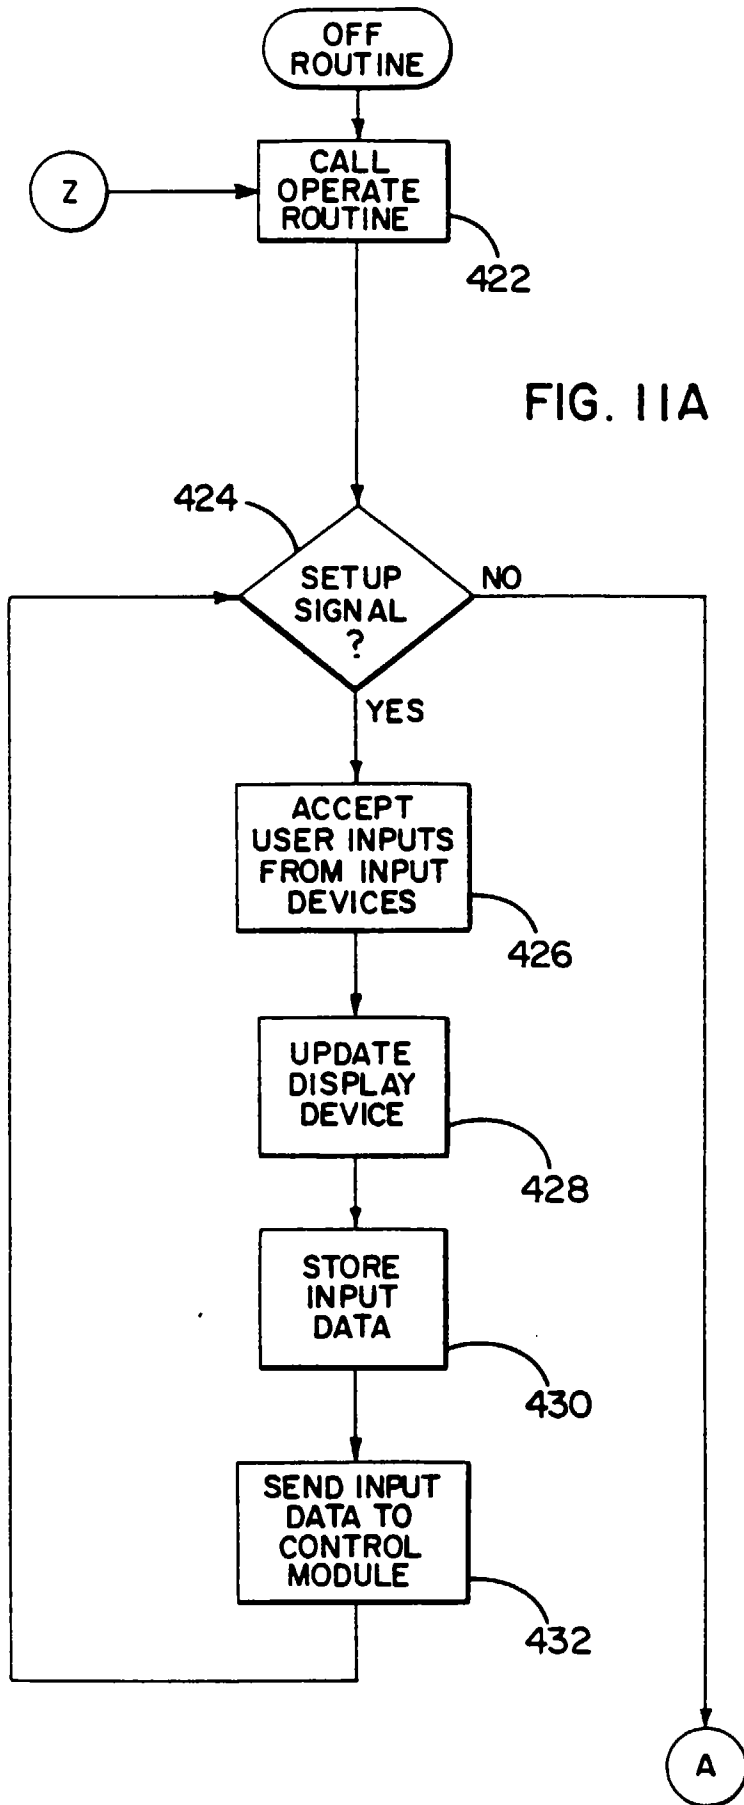 OFF
ROUTINE
Z
CALL
OPERATE
ROUTINE
422
FIG. 11A
424
SETUP
SIGNAL
?
NO
YES
ACCEPT
USER INPUTS
FROM INPUT
DEVICES
426
UPDATE
DISPLAY
DEVICE
428
STORE
INPUT
DATA
430
SEND INPUT
DATA TO
CONTROL
MODULE
432
A